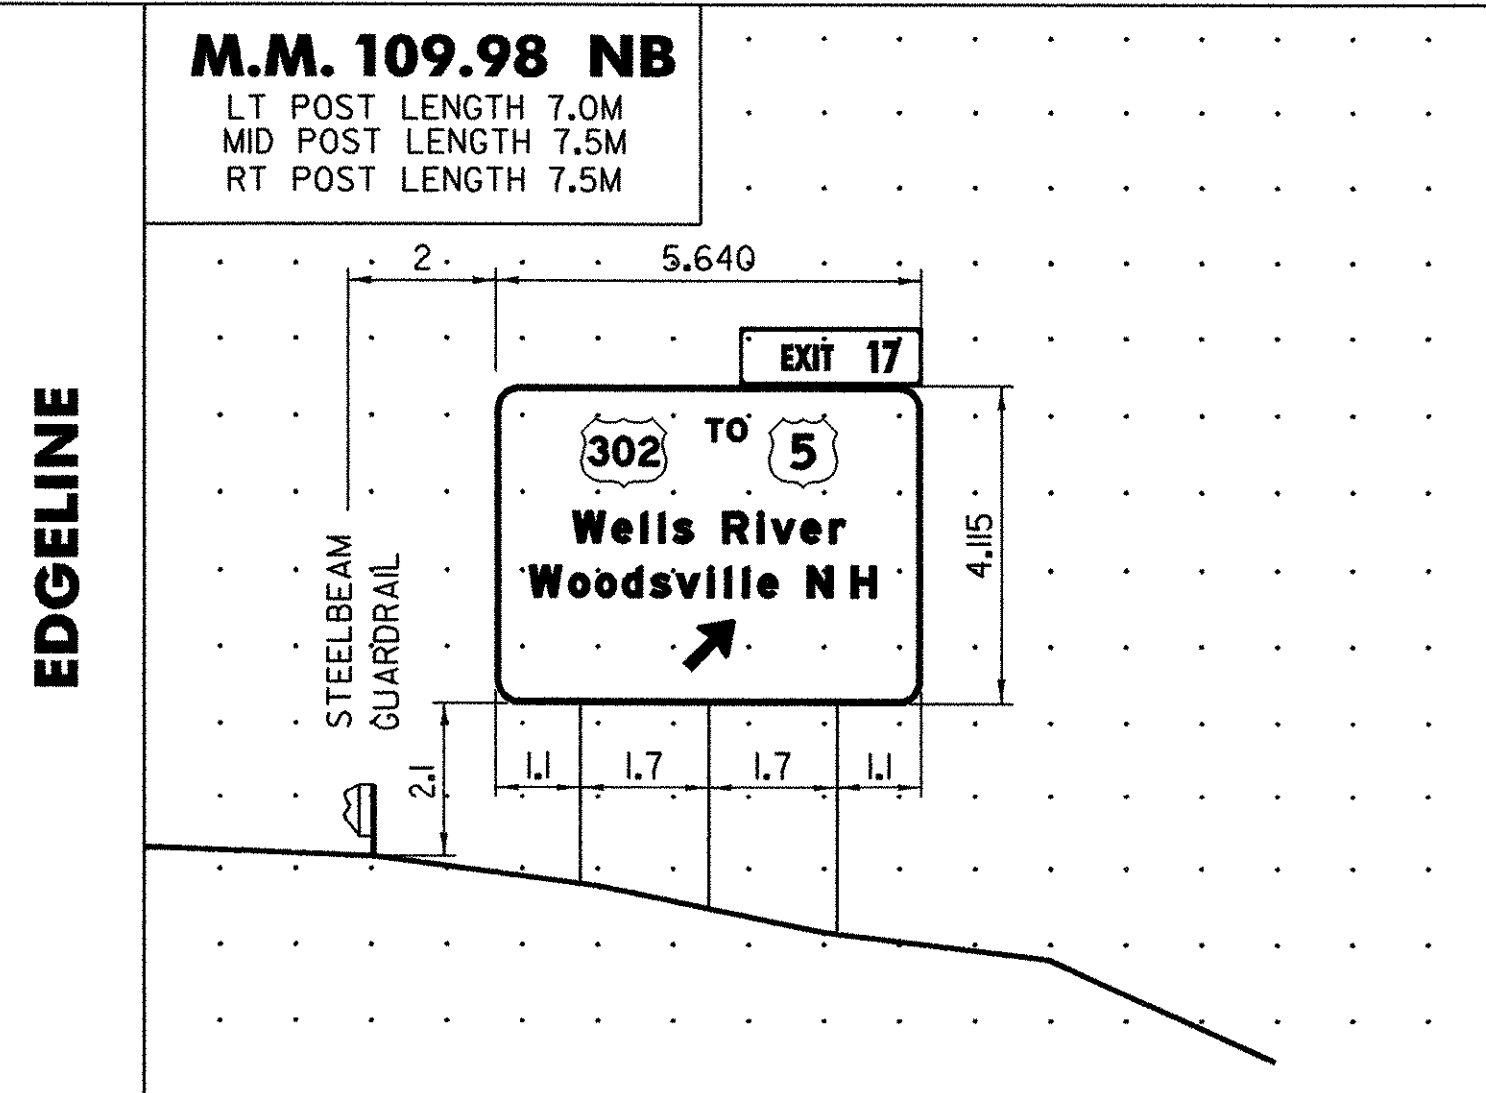 M.M. 109.98 NB
LT POST LENGTH 7.0M
MID POST LENGTH 7.5M
RT POST LENGTH 7.5M
2
5.640
EXIT 17
302 TO 5
Wells River
Woodsville NH
4.115
EDGELINE
STEELBEAM
GUARDRAIL
2.1
1.1
1.7
1.7
1.1